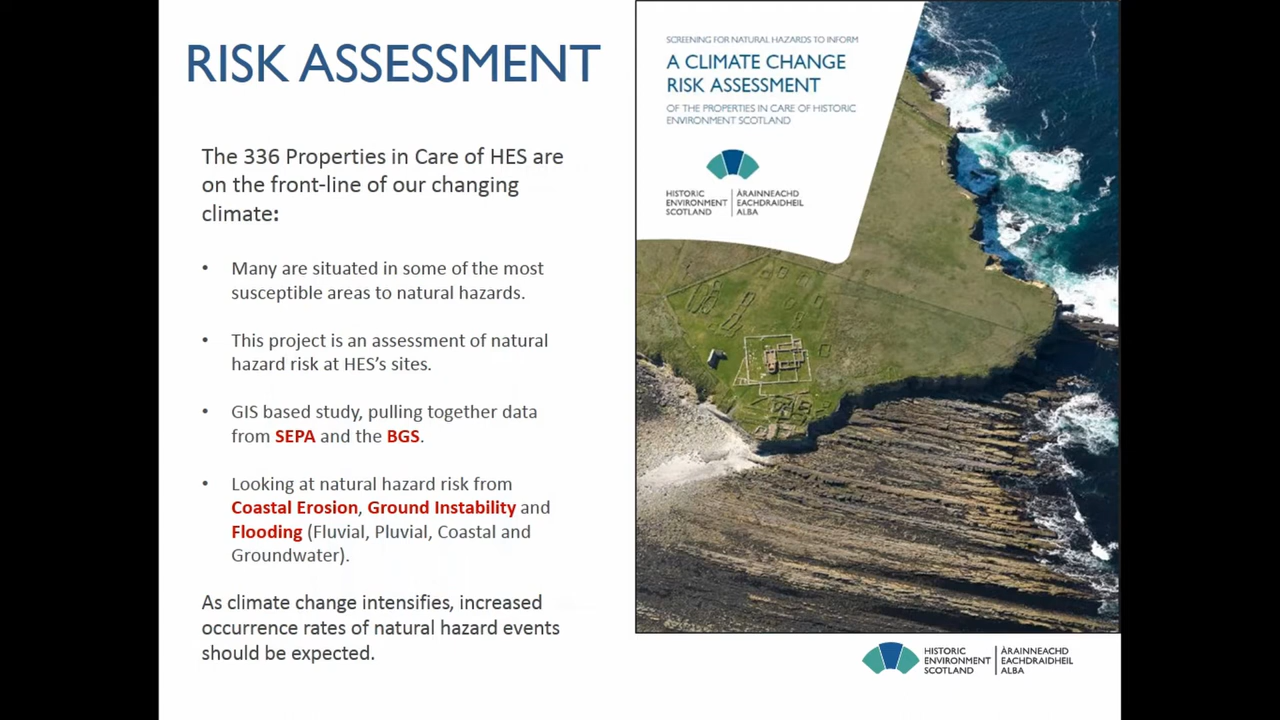 RISK ASSESSMENT
The 336 Properties in Care of HES are
on the front-line of our changing
climate:
• Many are situated in some of the most
susceptible areas to natural hazards.
• This project is an assessment of natural
hazard risk at HES’s sites.
• GIS based study, pulling together data
from SEPA and the BGS.
• Looking at natural hazard risk from
Coastal Erosion, Ground Instability and
Flooding (Fluvial, Pluvial, Coastal and
Groundwater).
As climate change intensifies, increased
occurrence rates of natural hazard events
should be expected.
SCREENING FOR NATURAL HAZARDS TO INFORM
A CLIMATE CHANGE
RISK ASSESSMENT
OF THE PROPERTIES IN CARE OF HISTORIC
ENVIRONMENT SCOTLAND
HISTORIC
ENVIRONMENT
SCOTLAND
ÀRAINNEACHD
EACHDRAIDHEIL
ALBA
HISTORIC
ENVIRONMENT
SCOTLAND
ÀRAINNEACHD
EACHDRAIDHEIL
ALBA